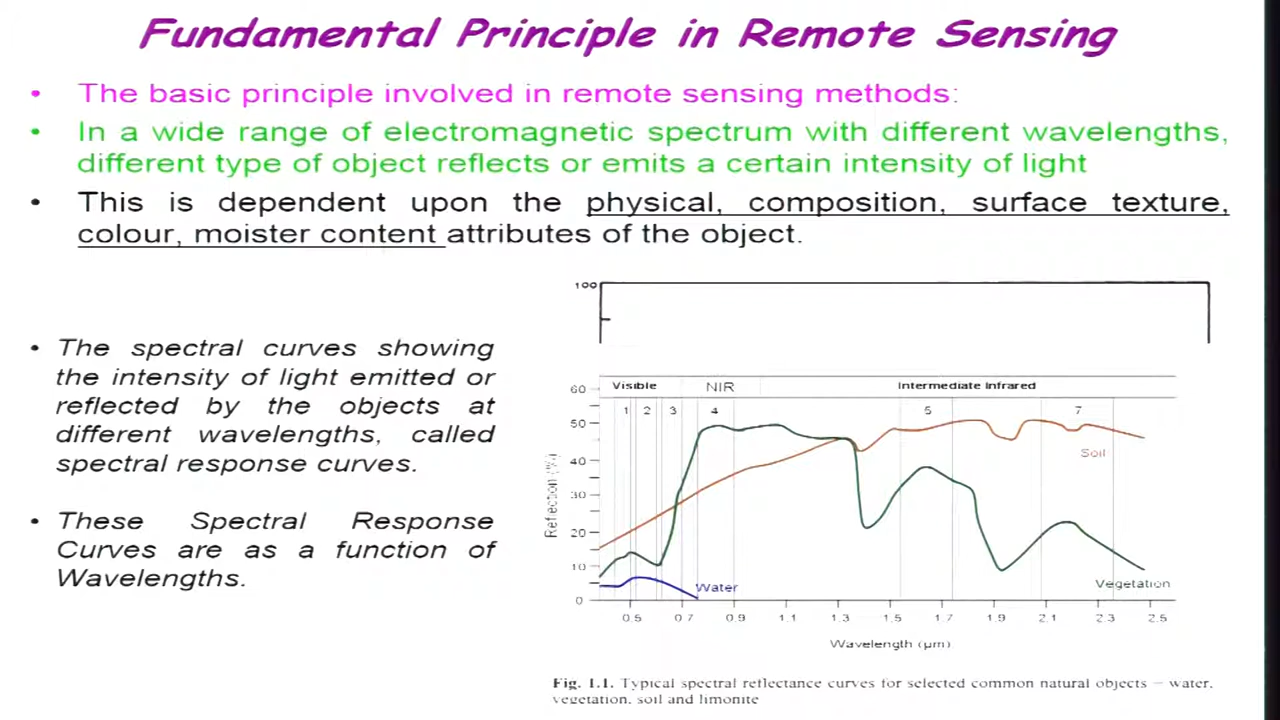 Fundamental Principle in Remote Sensing
• The basic principle involved in remote sensing methods:
• In a wide range of electromagnetic spectrum with different wavelengths,
different type of object reflects or emits a certain intensity of light
• This is dependent upon the physical, composition, surface texture,
colour, moister content attributes of the object.
• The spectral curves showing
the intensity of light emitted or
reflected by the objects at
different wavelengths, called
spectral response curves.
• These Spectral Response
Curves are as a function of
Wavelengths.
100
Visible NIR Intermediate Infrared
1 2 3 4 5 7
60
50
40
30
20
10
0
Reflection (%)
Soil
Vegetation
Water
0.5 0.7 0.9 1.1 1.3 1.5 1.7 1.9 2.1 2.3 2.5
Wavelength (µm)
Fig. 1.1. Typical spectral reflectance curves for selected common natural objects – water,
vegetation, soil and limonite